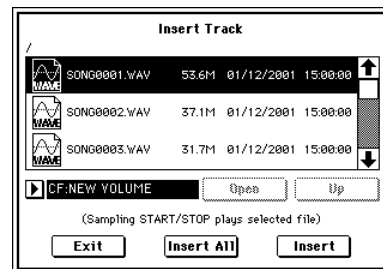 Insert Track
/
WAVE SONG0001.WAV 53.6M 01/12/2001 15:00:00
WAVE SONG0002.WAV 37.1M 01/12/2001 15:00:00
WAVE SONG0003.WAV 31.7M 01/12/2001 15:00:00
CF:NEW VOLUME Open Up
(Sampling START/STOP plays selected file)
Exit Insert All Insert